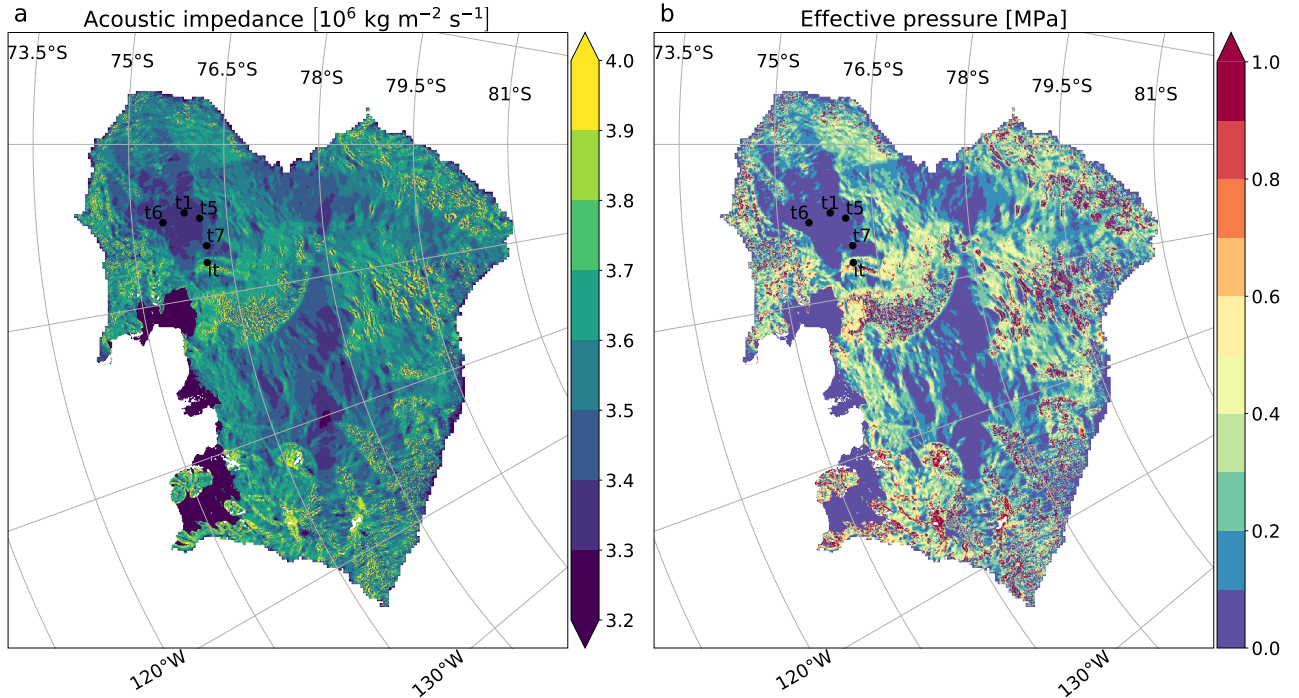 a
Acoustic impedance [10⁶ kg m⁻² s⁻¹]
73.5°S
75°S
76.5°S
78°S
79.5°S
81°S
t6
t1
t5
t7
it
120°W
130°W
4.0
3.9
3.8
3.7
3.6
3.5
3.4
3.3
3.2
b
Effective pressure [MPa]
73.5°S
75°S
76.5°S
78°S
79.5°S
81°S
t6
t1
t5
t7
it
120°W
130°W
1.0
0.8
0.6
0.4
0.2
0.0